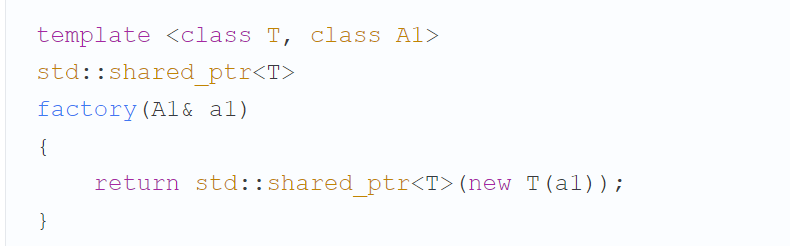 template <class T, class A1>
std::shared_ptr<T>
factory(A1& a1)
{
    return std::shared_ptr<T>(new T(a1));
}